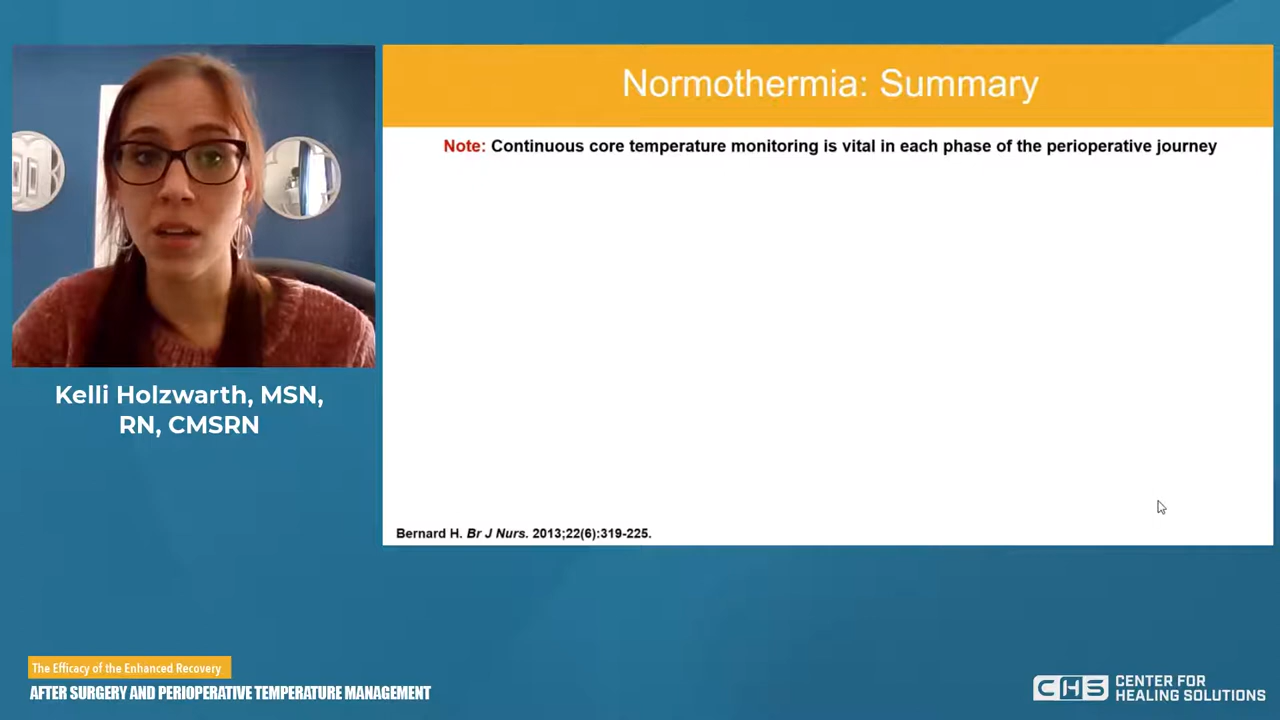 Normothermia: Summary
Note: Continuous core temperature monitoring is vital in each phase of the perioperative journey
Kelli Holzwarth, MSN,
RN, CMSRN
Bernard H. Br J Nurs. 2013;22(6):319-225.
The Efficacy of the Enhanced Recovery
AFTER SURGERY AND PERIOPERATIVE TEMPERATURE MANAGEMENT
CHS
CENTER FOR
HEALING SOLUTIONS